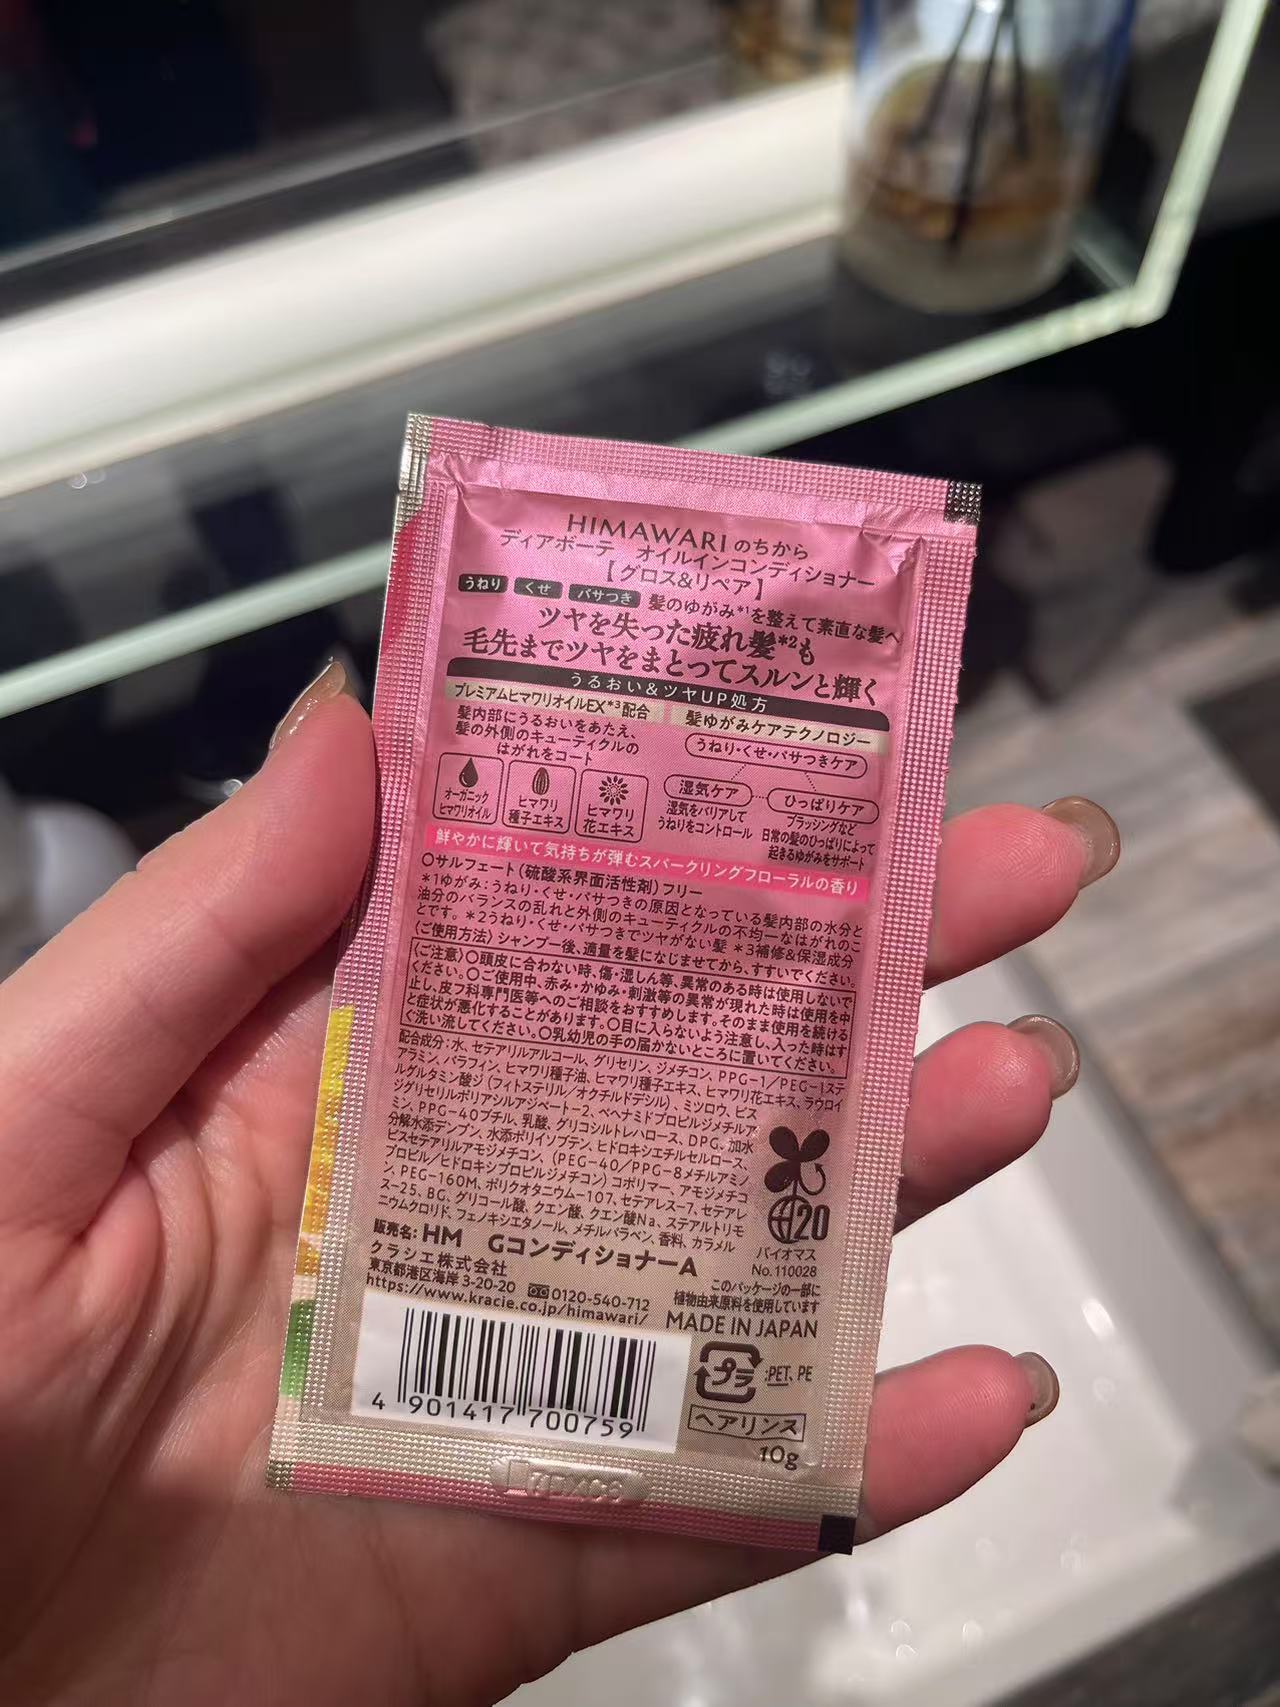 HIMAWARI のちから
ディアボーテ オイルインコンディショナー
【グロス&リペア】
うねり くせ パサつき 髪のゆがみ*1を整えて素直な髪へ
ツヤを失った疲れ髪*2も
毛先までツヤをまとってスルンと輝く
うるおい&ツヤUP処方
プレミアムヒマワリオイルEX*3配合
髪内部にうるおいをあたえ、
髪の外側のキューティクルの
はがれをコート
オーガニック
ヒマワリオイル
ヒマワリ
種子エキス
ヒマワリ
花エキス
髪ゆがみケアテクノロジー
うねり・くせ・パサつきケア
湿気ケア
湿気をバリアして
うねりをコントロール
ひっぱりケア
ブラッシングなど
日常の髪のひっぱりによって
起きるゆがみをサポート
鮮やかに輝いて気持ちが弾むスパークリングフローラルの香り
〇サルフェート(硫酸系界面活性剤)フリー
*1ゆがみ:うねり・くせ・パサつきの原因となっている髪内部の水分と
油分のバランスの乱れと外側のキューティクルの不均一なはがれのこ
とです。*2うねり・くせ・パサつきでツヤがない髪 *3補修&保湿成分
〈ご使用方法〉シャンプー後、適量を髪になじませてから、すすいでください。
〈ご注意〉〇頭皮に合わない時、傷・湿しん等、異常のある時は使用しないで
ください。〇ご使用中、赤み・かゆみ・刺激等の異常が現れた時は使用を中
止し、皮フ科専門医等へのご相談をおすすめします。そのまま使用を続ける
と症状が悪化することがあります。〇目に入らないよう注意し、入った時はす
ぐ洗い流してください。〇乳幼児の手の届かないところに置いてください。
配合成分:水、セテアリルアルコール、グリセリン、ジメチコン、PPG-1/PEG-1ステ
アラミン、パラフィン、ヒマワリ種子油、ヒマワリ種子エキス、ヒマワリ花エキス、ラウロイ
ルグルタミン酸ジ(フィトステリル/オクチルドデシル)、ミツロウ、ビス
ジグリセリルポリアシルアジペート-2、ベヘナミドプロピルジメチルア
ミン、PPG-40ブチル、乳酸、グリコシルトレハロース、DPG、加水
分解水添デンプン、水添ポリイソブテン、ヒドロキシエチルセルロース、
ビスセテアリルアモジメチコン、(PEG-40/PPG-8メチルアミノ
プロピル/ヒドロキシプロピルジメチコン)コポリマー、アモジメチコ
ン、PEG-160M、ポリクオタニウム-107、セテアレス-7、セテアレ
ス-25、BG、グリコール酸、クエン酸、クエン酸Na、ステアルトリモ
ニウムクロリド、フェノキシエタノール、メチルパラベン、香料、カラメル
20
バイオマス
No.110028
このパッケージの一部に
植物由来原料を使用しています
販売名:HM Gコンディショナー A
クラシエ株式会社
東京都港区海岸 3-20-20 0120-540-712
https://www.kracie.co.jp/himawari/
MADE IN JAPAN
プラ :PET、PE
ヘアリンス
10g
4 901417 700759